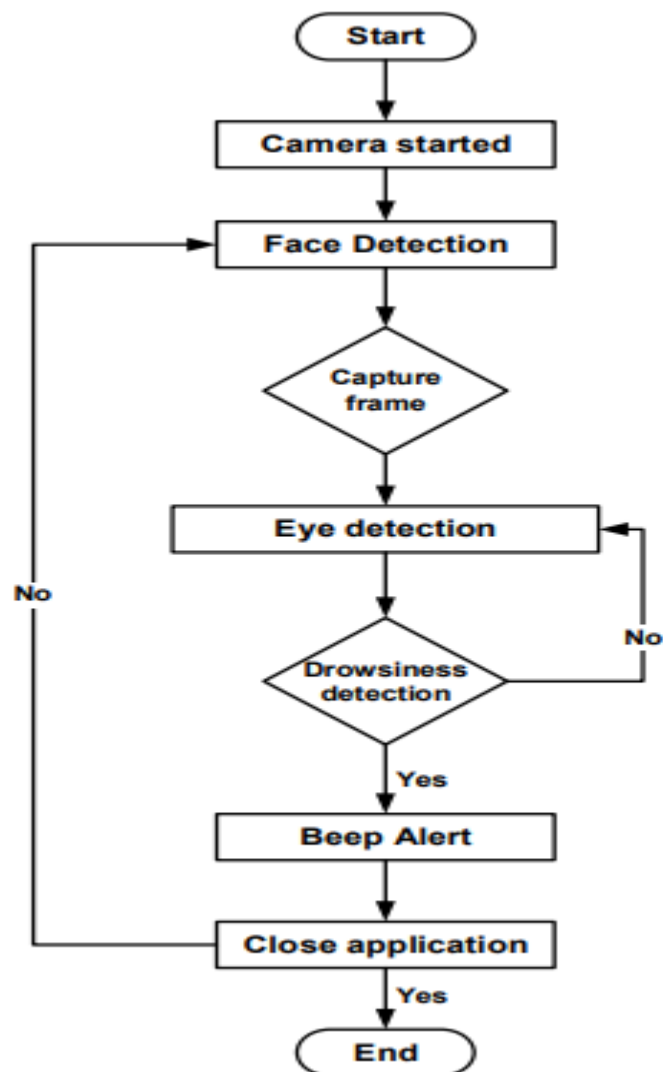 Start
Camera started
Face Detection
Capture
frame
Eye detection
No
No
Drowsiness
detection
Yes
Beep Alert
Close application
Yes
End